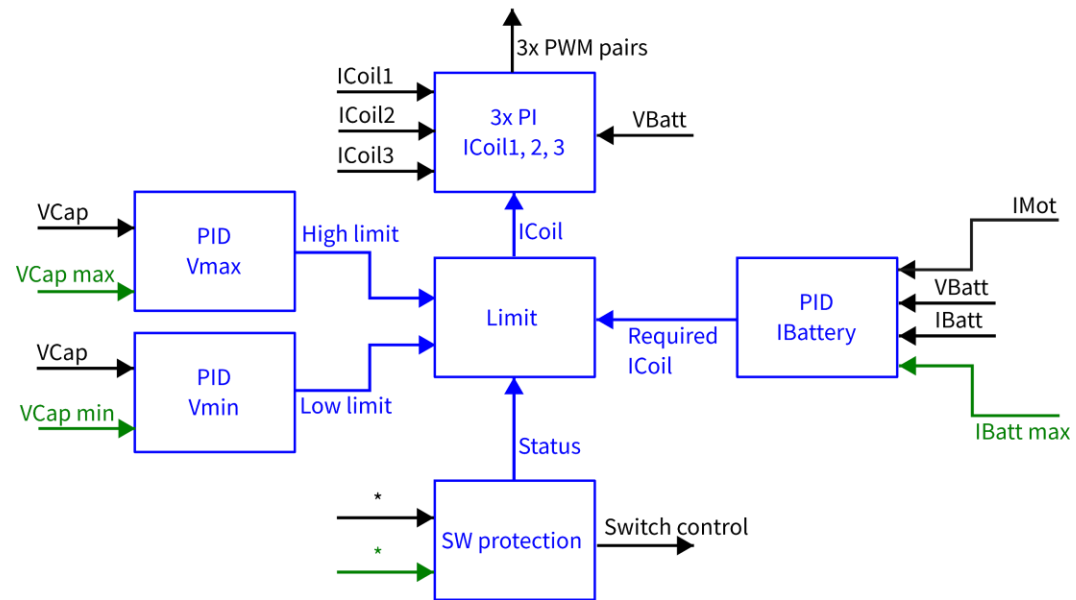 3x PWM pairs
ICoil1
ICoil2
ICoil3
3x PI
ICoil1, 2, 3
VBatt
VCap
VCap max
PID
Vmax
High limit
ICoil
IMot
VBatt
IBatt
IBatt max
PID
IBattery
Required
ICoil
Limit
VCap
VCap min
PID
Vmin
Low limit
Status
*
*
SW protection
Switch control